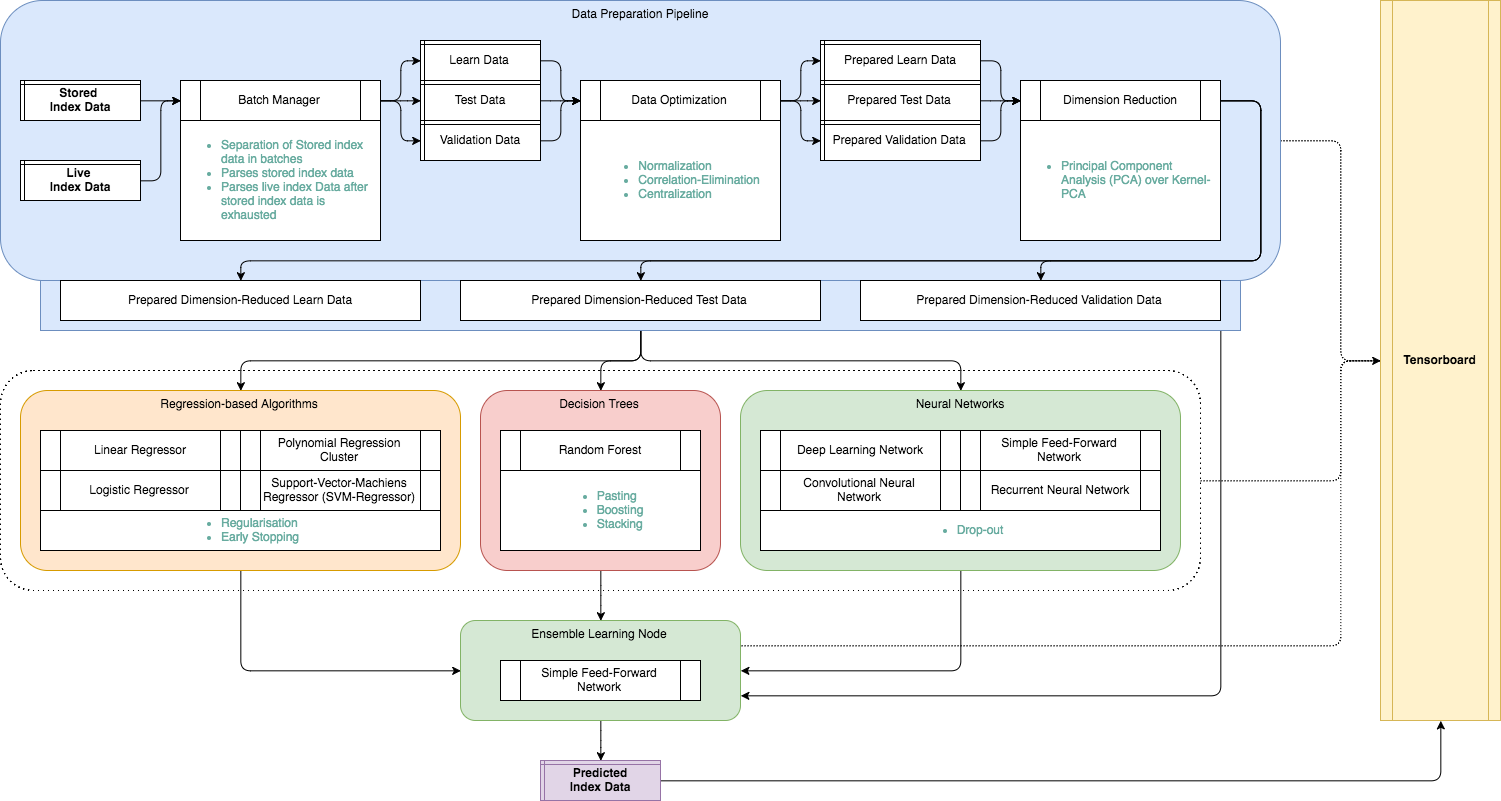 Data Preparation Pipeline
Stored
Index Data
Live
Index Data
Batch Manager
• Separation of Stored index
data in batches
• Parses stored index data
• Parses live index Data after
stored index data is
exhausted
Learn Data
Test Data
Validation Data
Data Optimization
• Normalization
• Correlation-Elimination
• Centralization
Prepared Learn Data
Prepared Test Data
Prepared Validation Data
Dimension Reduction
• Principal Component
Analysis (PCA) over Kernel-
PCA
Prepared Dimension-Reduced Learn Data
Prepared Dimension-Reduced Test Data
Prepared Dimension-Reduced Validation Data
Tensorboard
Regression-based Algorithms
Linear Regressor
Polynomial Regression
Cluster
Logistic Regressor
Support-Vector-Machiens
Regressor (SVM-Regressor)
• Regularisation
• Early Stopping
Decision Trees
Random Forest
• Pasting
• Boosting
• Stacking
Neural Networks
Deep Learning Network
Simple Feed-Forward
Network
Convolutional Neural
Network
Recurrent Neural Network
• Drop-out
Ensemble Learning Node
Simple Feed-Forward
Network
Predicted
Index Data